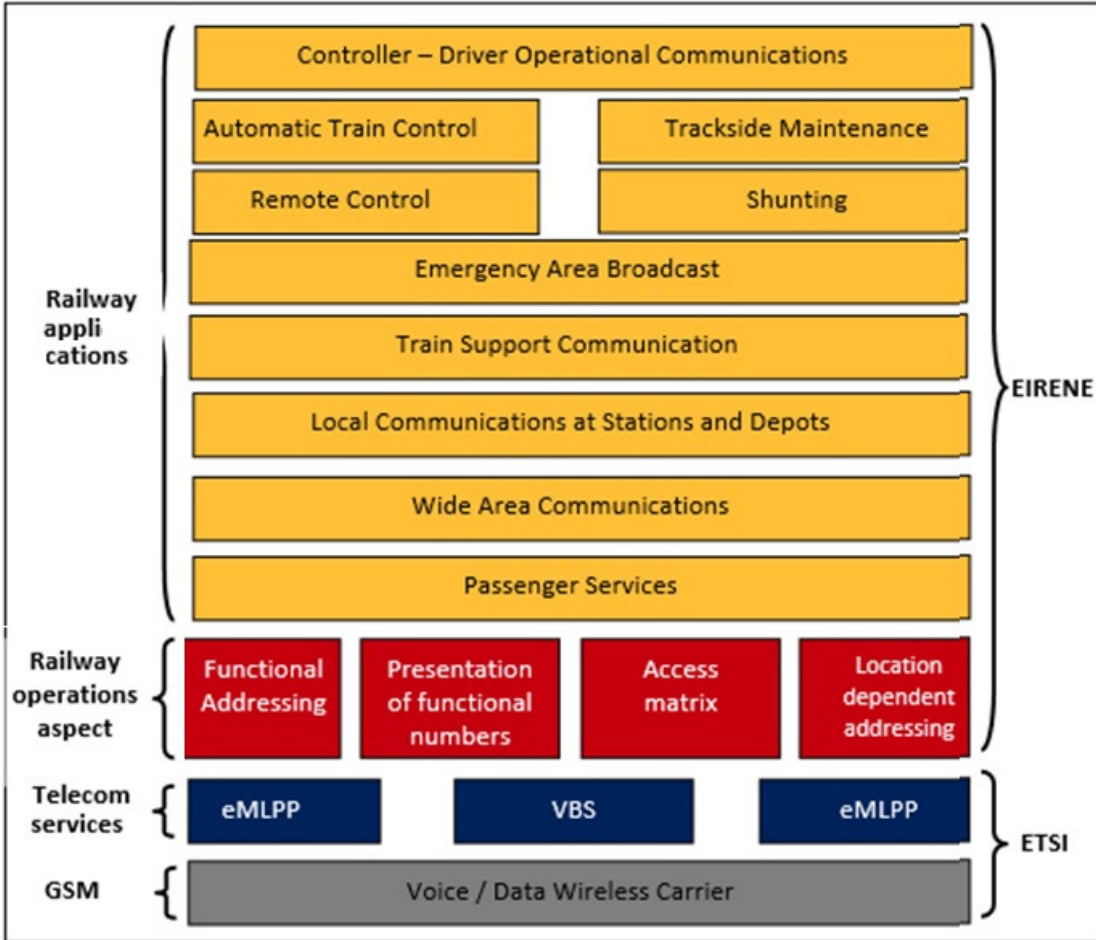 Controller – Driver Operational Communications
Automatic Train Control
Trackside Maintenance
Remote Control
Shunting
Emergency Area Broadcast
Railway
appli
cations
Train Support Communication
EIRENE
Local Communications at Stations and Depots
Wide Area Communications
Passenger Services
Railway
operations
aspect
Functional
Addressing
Presentation
of functional
numbers
Access
matrix
Location
dependent
addressing
Telecom
services
eMLPP
VBS
eMLPP
ETSI
GSM
Voice / Data Wireless Carrier